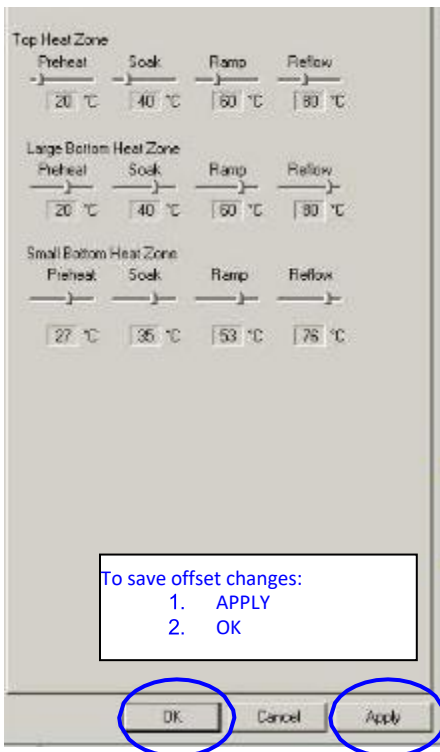 Top Heat Zone
Preheat Soak Ramp Reflow
20 °C 40 °C 60 °C 80 °C
Large Bottom Heat Zone
Preheat Soak Ramp Reflow
20 °C 40 °C 60 °C 80 °C
Small Bottom Heat Zone
Preheat Soak Ramp Reflow
27 °C 35 °C 53 °C 76 °C
To save offset changes:
1. APPLY
2. OK
OK Cancel Apply